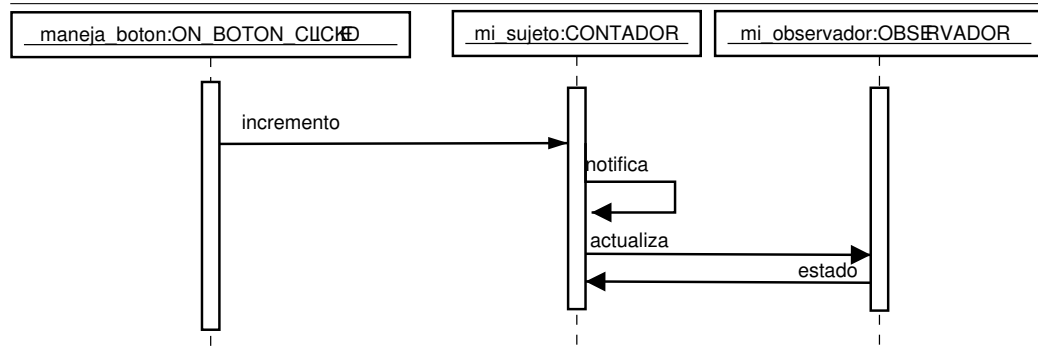 maneja_boton:ON_BOTON_CLICKED
mi_sujeto:CONTADOR
mi_observador:OBSERVADOR
incremento
notifica
actualiza
estado